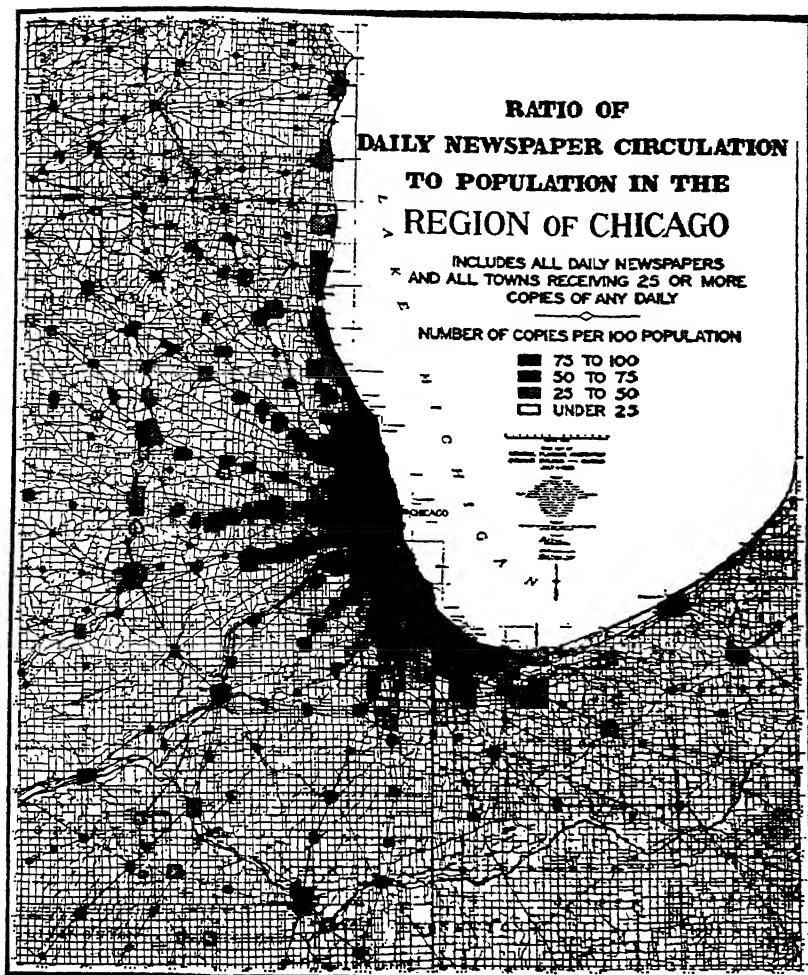 RATIO OF
DAILY NEWSPAPER CIRCULATION
TO POPULATION IN THE
REGION OF CHICAGO
INCLUDES ALL DAILY NEWSPAPERS
AND ALL TOWNS RECEIVING 25 OR MORE
COPIES OF ANY DAILY
NUMBER OF COPIES PER 100 POPULATION
75 TO 100
50 TO 75
25 TO 50
UNDER 25
LAKE
MICHIGAN
CHICAGO